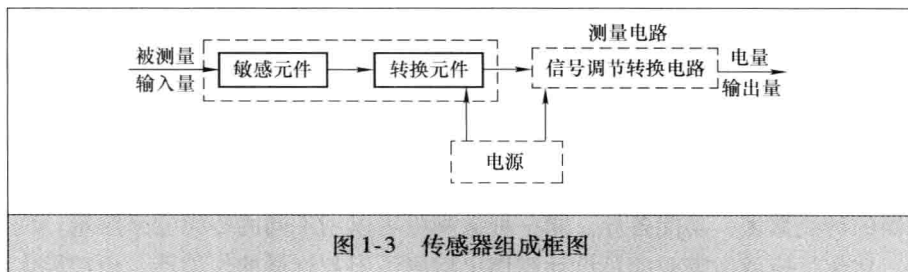 测量电路
被测量
输入量
敏感元件
转换元件
信号调节转换电路
电量
输出量
电源
图1-3 传感器组成框图